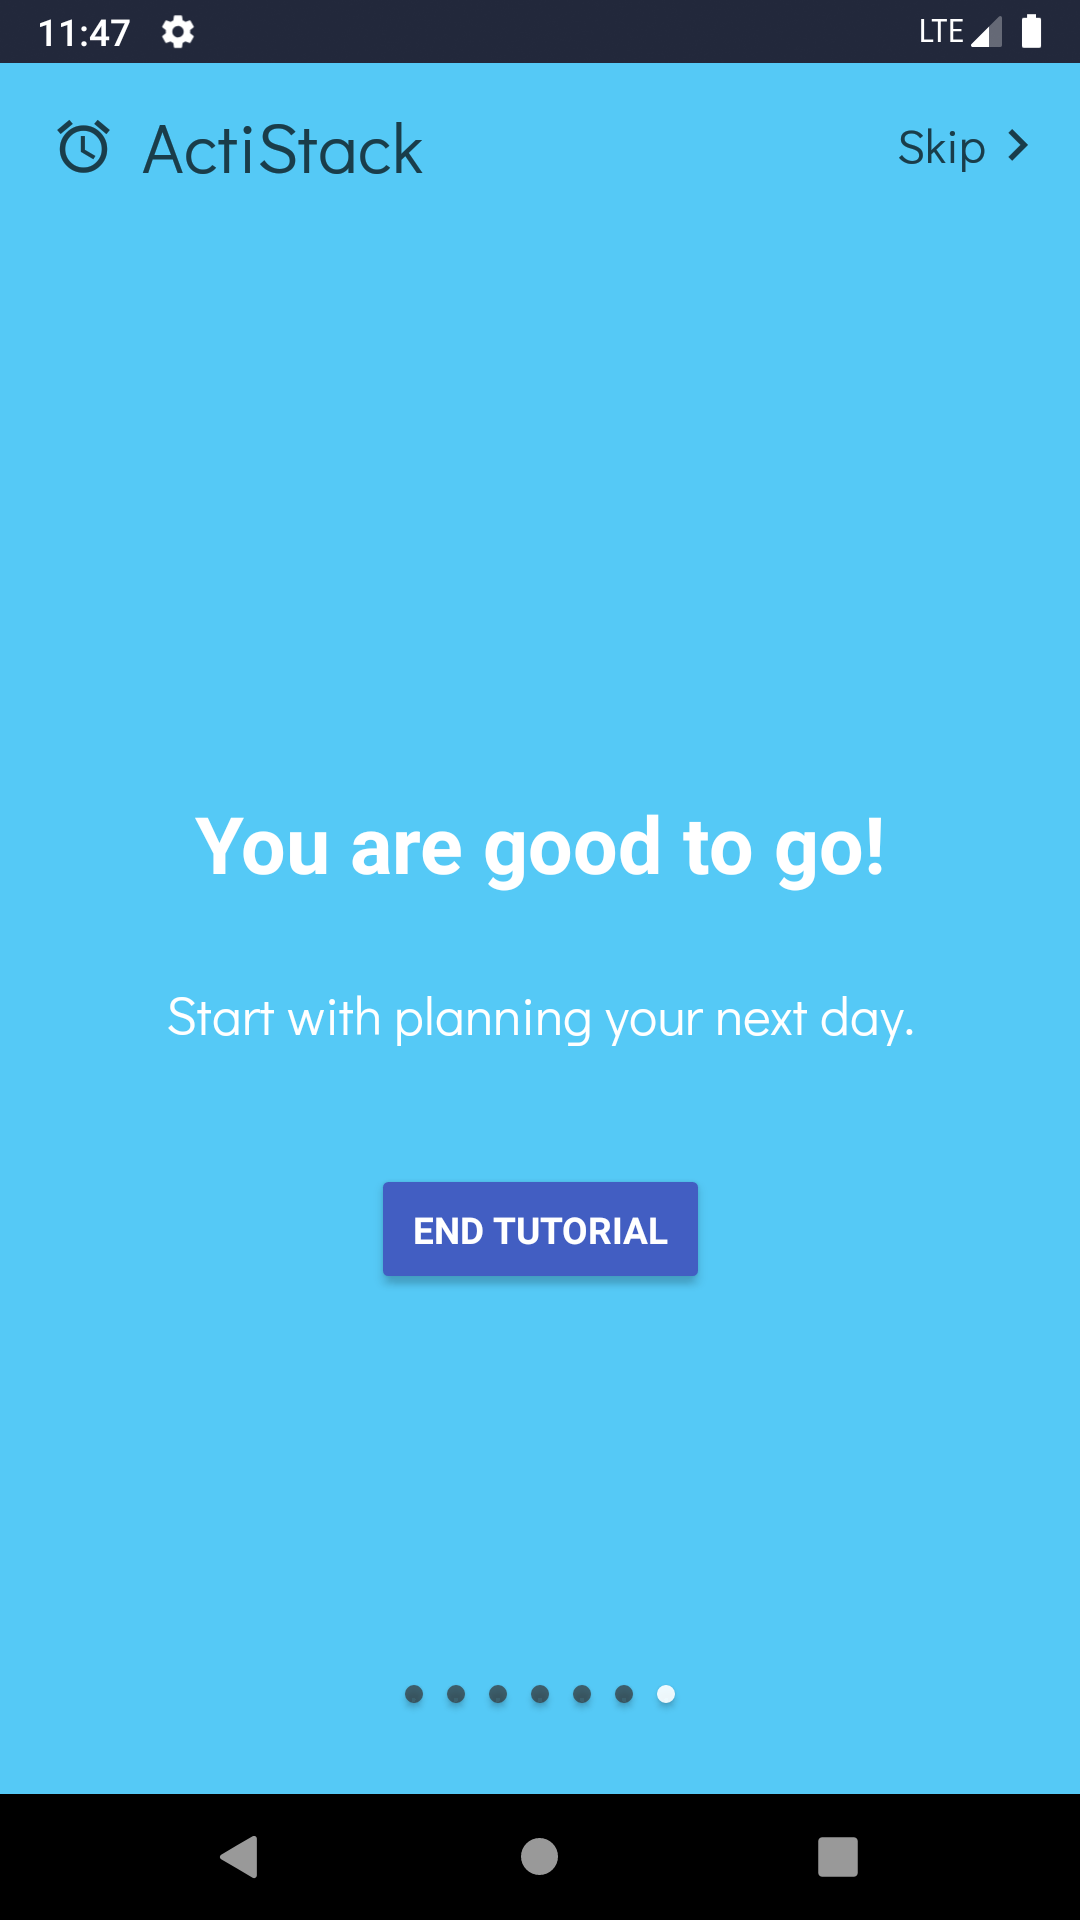 11:47 LTE
ActiStack Skip
You are good to go!
Start with planning your next day.
END TUTORIAL